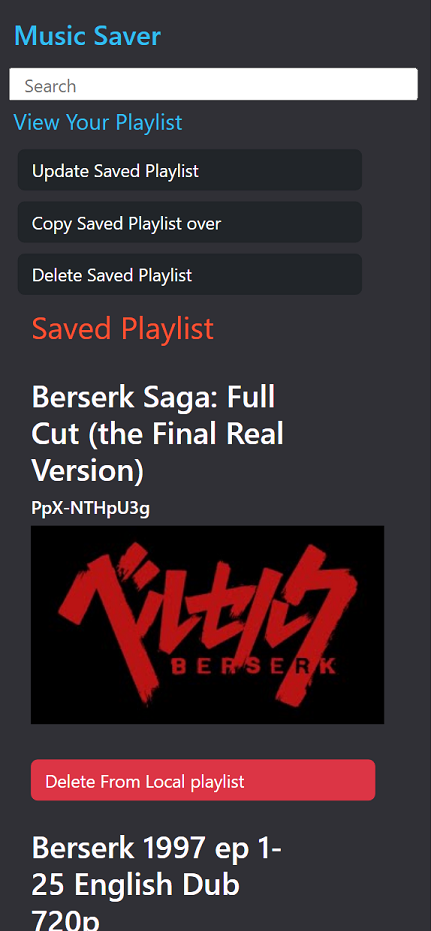 Music Saver
Search
View Your Playlist
Update Saved Playlist
Copy Saved Playlist over
Delete Saved Playlist
Saved Playlist
Berserk Saga: Full
Cut (the Final Real
Version)
PpX-NTHpU3g
ベルセルク
BERSERK
Delete From Local playlist
Berserk 1997 ep 1-
25 English Dub
720p